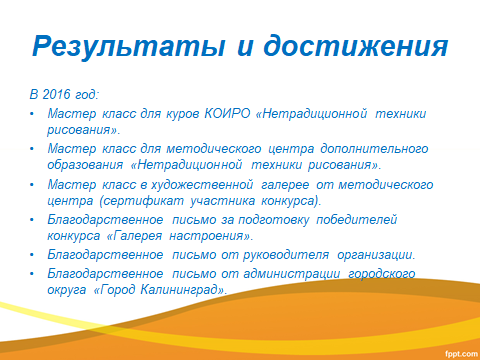 Результаты и достижения
В 2016 год:
• Мастер класс для куров КОИРО «Нетрадиционной техники
рисования».
• Мастер класс для методического центра дополнительного
образования «Нетрадиционной техники рисования».
• Мастер класс в художественной галерее от методического
центра (сертификат участника конкурса).
• Благодарственное письмо за подготовку победителей
конкурса «Галерея настроения».
• Благодарственное письмо от руководителя организации.
• Благодарственное письмо от администрации городского
округа «Город Калининград».
fppt.com